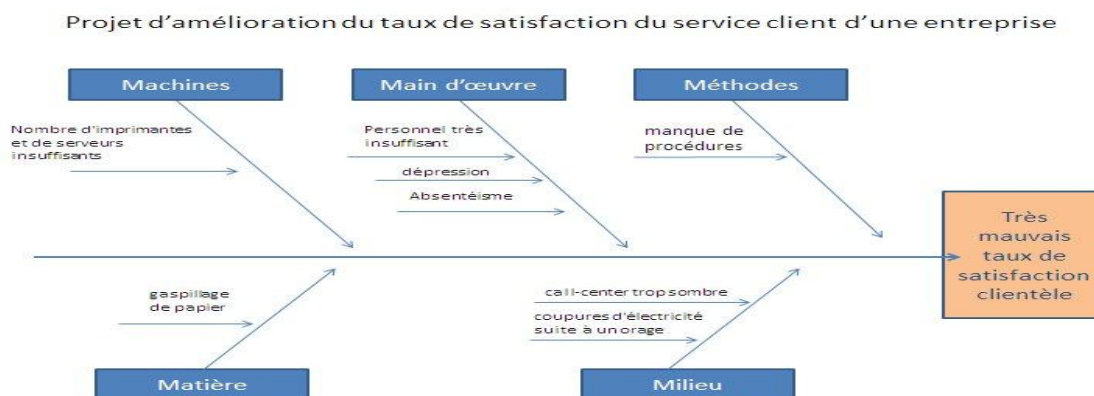 Projet d'amélioration du taux de satisfaction du service client d'une entreprise
Machines
Main d'œuvre
Méthodes
Nombre d'imprimantes
et de serveurs
insuffisants
Personnel très
insuffisant
dépression
Absentéisme
manque de
procédures
Très
mauvais
taux de
satisfaction
clientèle
gaspillage
de papier
call-center trop sombre
coupures d'électricité
suite à un orage
Matière
Milieu